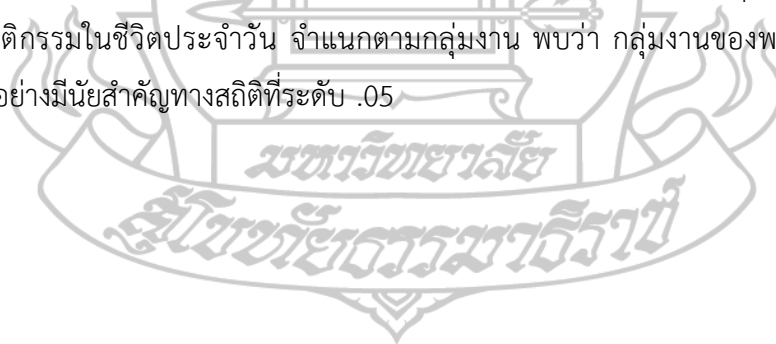 ติกรรมในชีวิตประจำวัน จำแนกตามกลุ่มงาน พบว่า กลุ่มงานของพ
อย่างมีนัยสำคัญทางสถิติที่ระดับ .05
มหาวิทยาลัย
สุโขทัยธรรมาธิราช